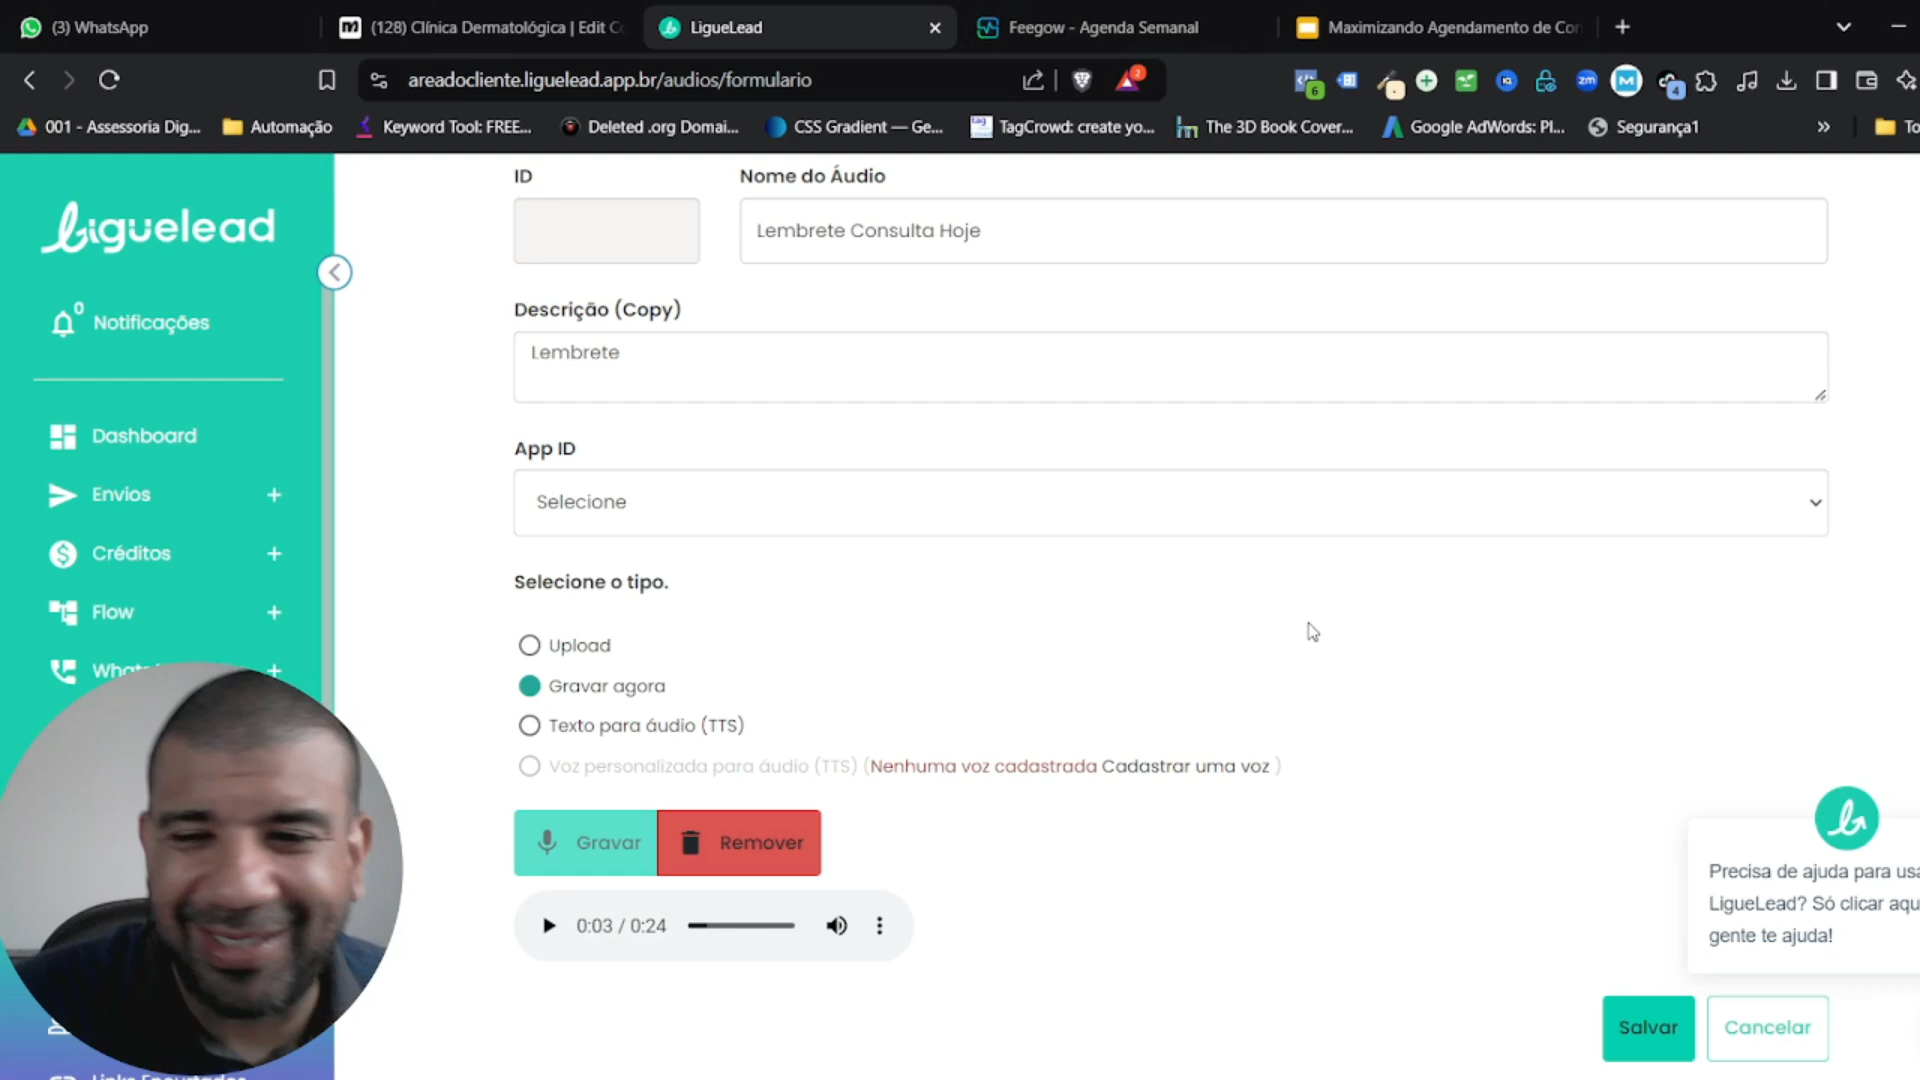 (3) WhatsApp
(128) Clínica Dermatológica | Edit Co
LigueLead
Feegow - Agenda Semanal
Maximizando Agendamento de Con
areadocliente.liguelead.app.br/audios/formulario
2
6
4
001 - Assessoria Dig...
Automação
Keyword Tool: FREE...
Deleted .org Domai...
CSS Gradient — Ge...
TagCrowd: create yo...
The 3D Book Cover...
Google AdWords: Pl...
Segurança1
To
liguelead
0
Notificações
Dashboard
Envios
Créditos
Flow
ID
Nome do Áudio
Lembrete Consulta Hoje
Descrição (Copy)
Lembrete
App ID
Selecione
Selecione o tipo.
Upload
Gravar agora
Texto para áudio (TTS)
Voz personalizada para áudio (TTS) (Nenhuma voz cadastrada Cadastrar uma voz )
Gravar
Remover
0:03 / 0:24
Precisa de ajuda para usa
LigueLead? Só clicar aqu
gente te ajuda!
Salvar
Cancelar